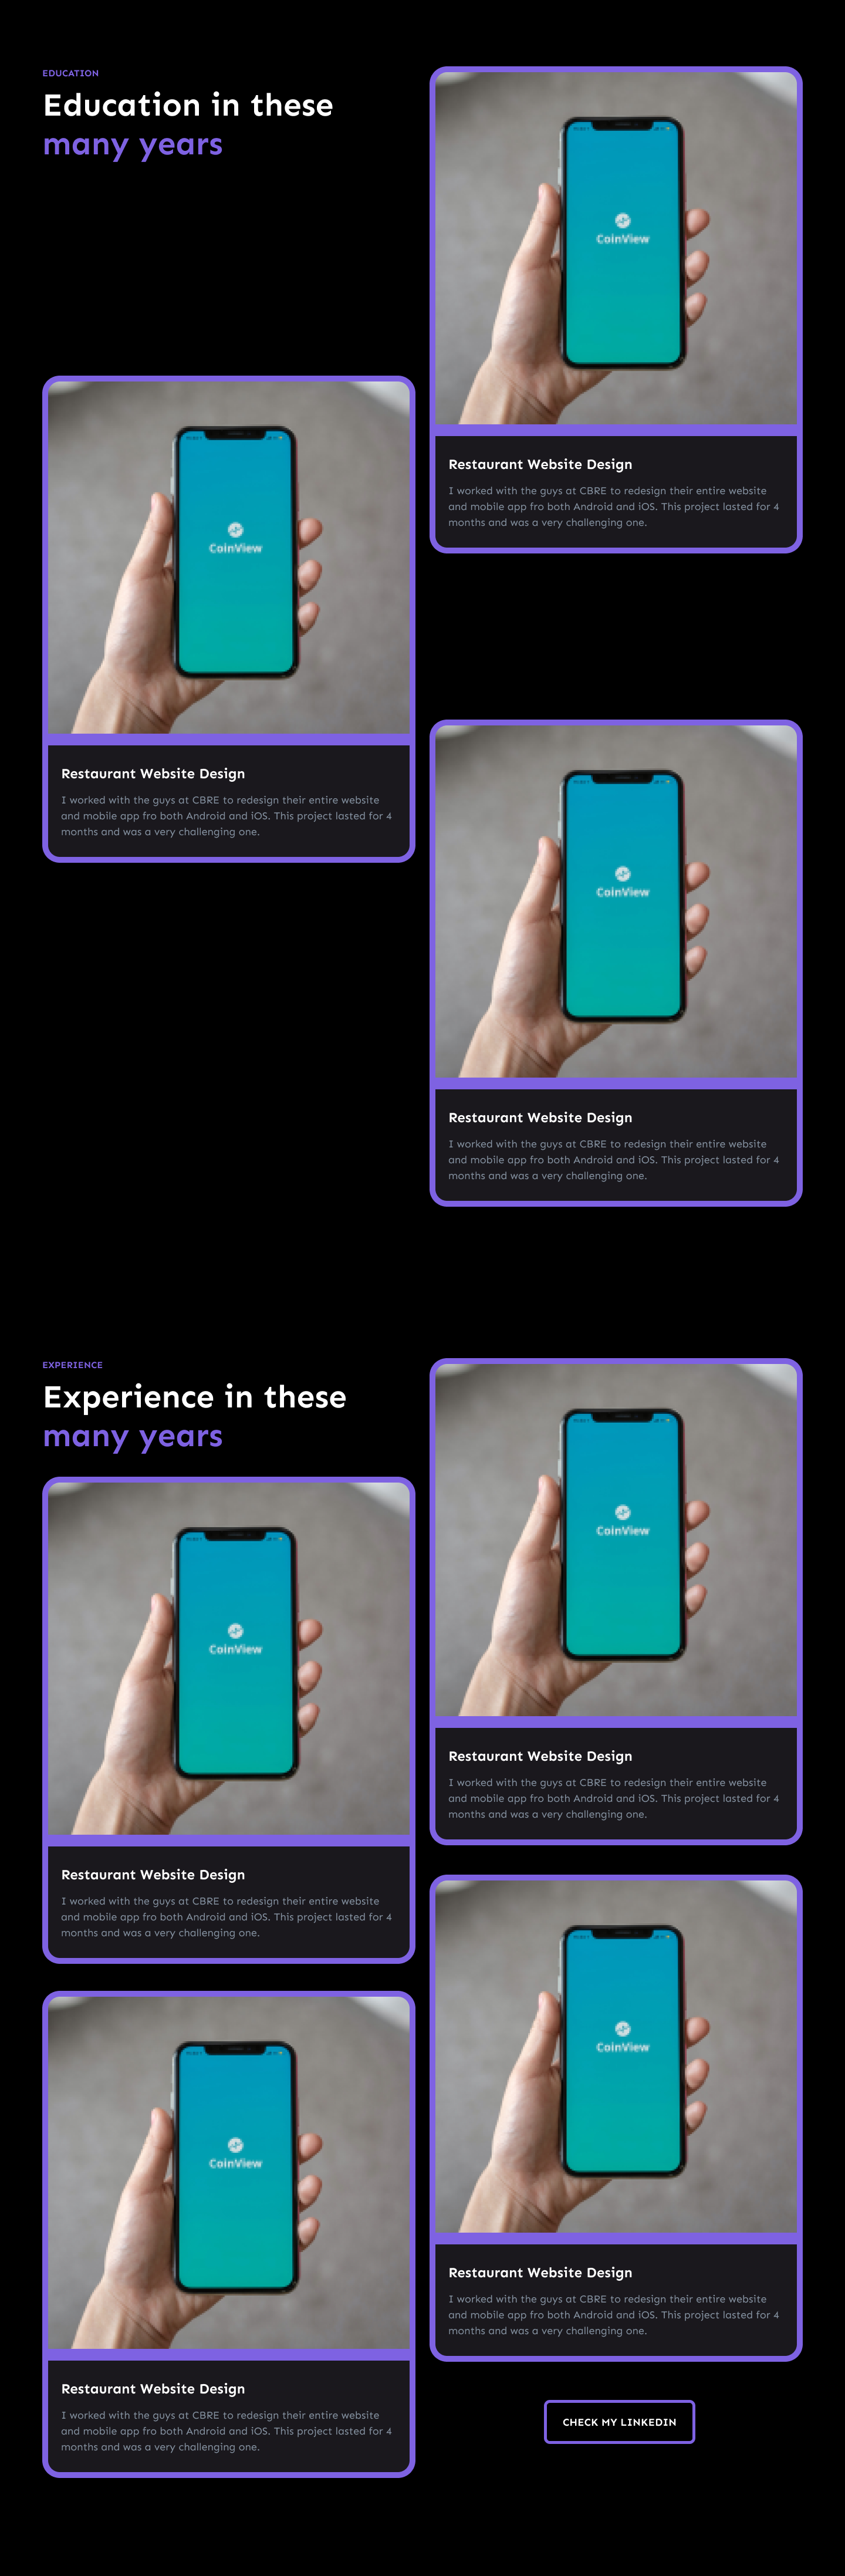 EDUCATION
Education in these
many years
CoinView
Restaurant Website Design
I worked with the guys at CBRE to redesign their entire website
and mobile app fro both Android and iOS. This project lasted for 4
months and was a very challenging one.
CoinView
Restaurant Website Design
I worked with the guys at CBRE to redesign their entire website
and mobile app fro both Android and iOS. This project lasted for 4
months and was a very challenging one.
CoinView
Restaurant Website Design
I worked with the guys at CBRE to redesign their entire website
and mobile app fro both Android and iOS. This project lasted for 4
months and was a very challenging one.
EXPERIENCE
Experience in these
many years
CoinView
Restaurant Website Design
I worked with the guys at CBRE to redesign their entire website
and mobile app fro both Android and iOS. This project lasted for 4
months and was a very challenging one.
CoinView
Restaurant Website Design
I worked with the guys at CBRE to redesign their entire website
and mobile app fro both Android and iOS. This project lasted for 4
months and was a very challenging one.
CoinView
Restaurant Website Design
I worked with the guys at CBRE to redesign their entire website
and mobile app fro both Android and iOS. This project lasted for 4
months and was a very challenging one.
CoinView
Restaurant Website Design
I worked with the guys at CBRE to redesign their entire website
and mobile app fro both Android and iOS. This project lasted for 4
months and was a very challenging one.
CHECK MY LINKEDIN